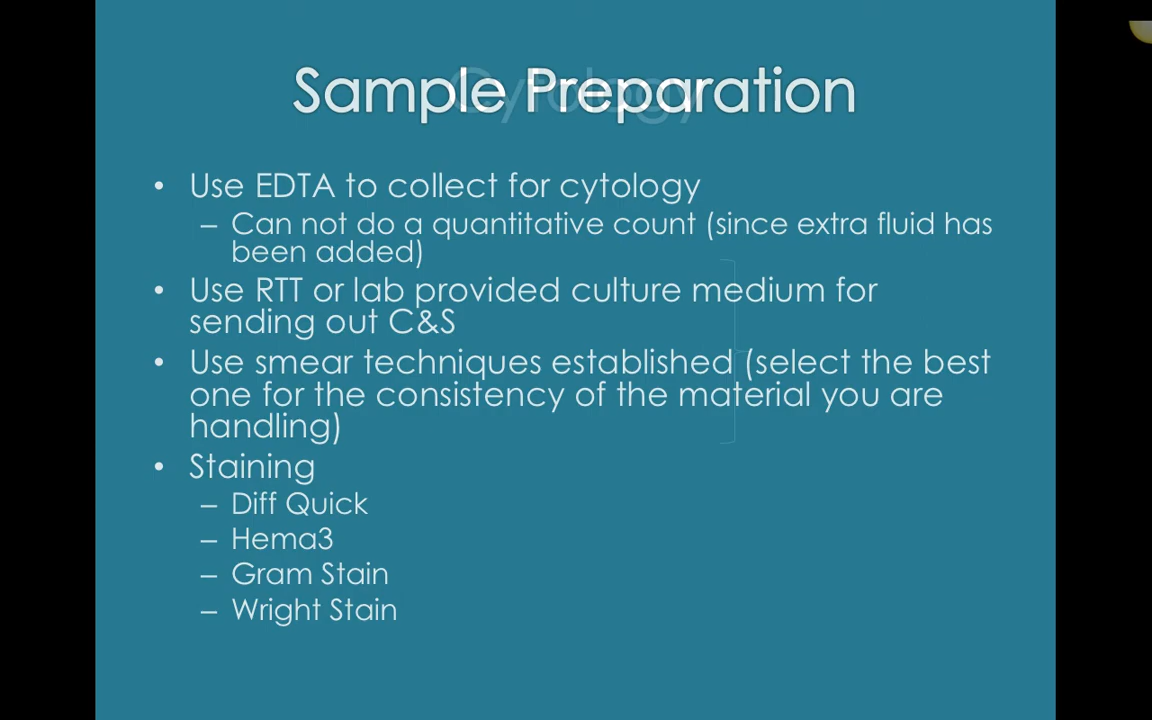 Sample Preparation
Cytology
• Use EDTA to collect for cytology
– Can not do a quantitative count (since extra fluid has
been added)
• Use RTT or lab provided culture medium for
sending out C&S
• Use smear techniques established (select the best
one for the consistency of the material you are
handling)
• Staining
– Diff Quick
– Hema3
– Gram Stain
– Wright Stain